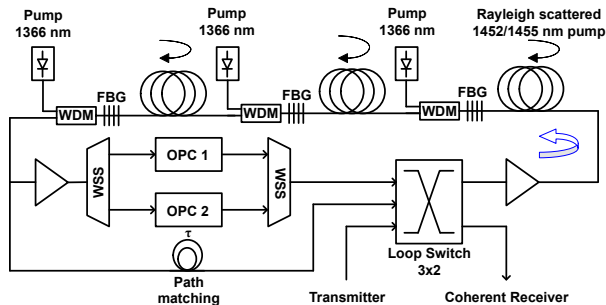 Pump
1366 nm
Pump
1366 nm
Pump
1366 nm
Rayleigh scattered
1452/1455 nm pump
FBG
FBG
FBG
WDM
WDM
WDM
WSS
OPC 1
OPC 2
WSS
τ
Path
matching
Loop Switch
3x2
Transmitter
Coherent Receiver